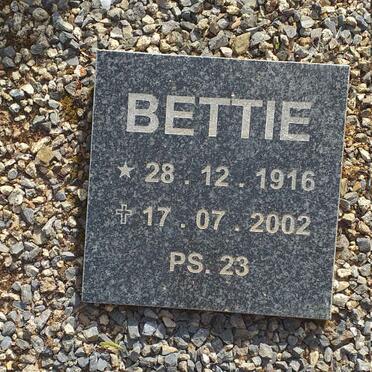 BETTIE
★ 28 . 12 . 1916
✞ 17 . 07 . 2002
PS. 23